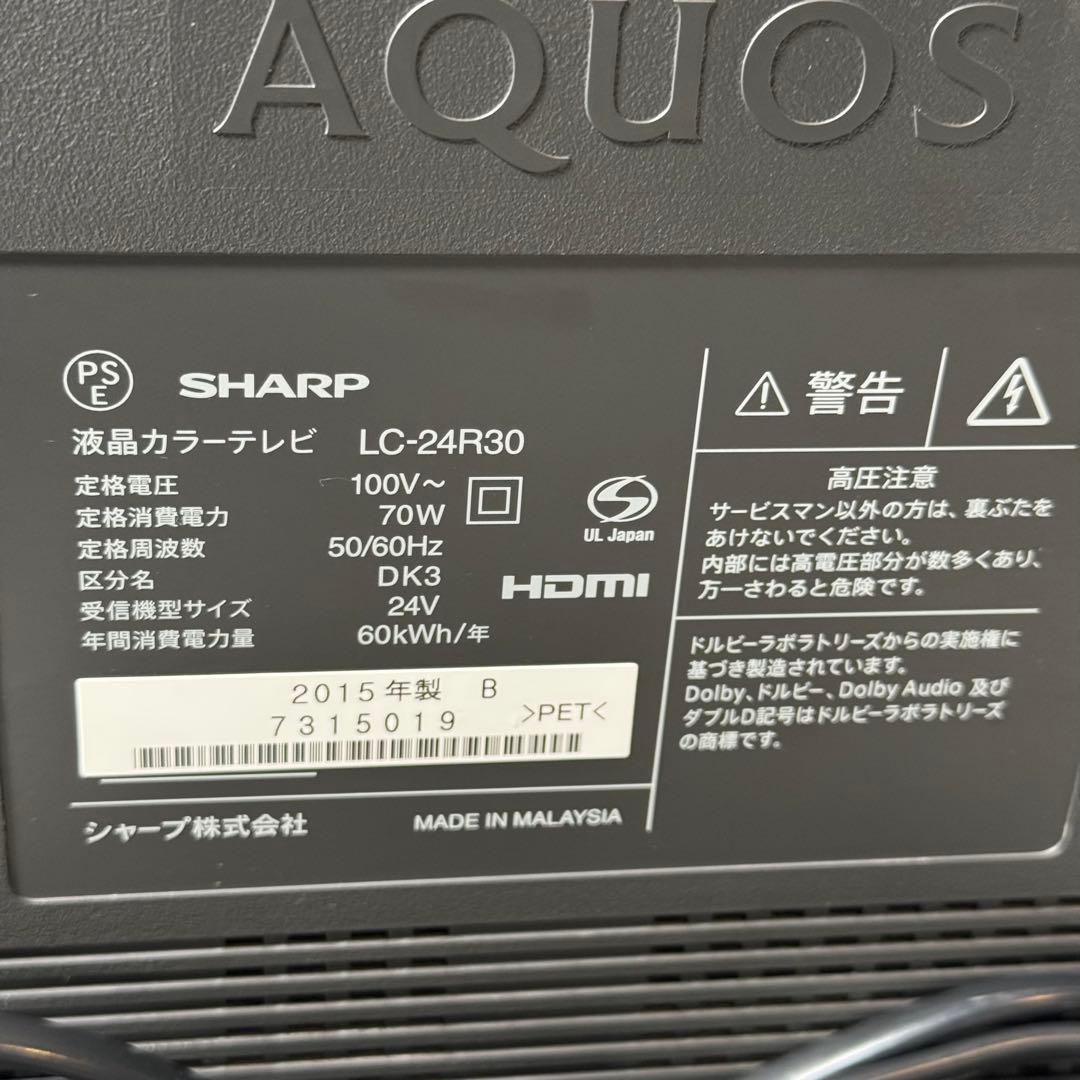 AQUOS
PSE SHARP
液晶カラーテレビ LC-24R30
定格電圧 100V～
定格消費電力 70W
定格周波数 50/60Hz
区分名 DK3
受信機型サイズ 24V
年間消費電力量 60kWh/年
UL Japan
HDMI
2015年製 B
7315019 >PET<
シャープ株式会社 MADE IN MALAYSIA
警告
高圧注意
サービスマン以外の方は、裏ぶたを
あけないでください。
内部には高電圧部分が数多くあり、
万一さわると危険です。
ドルビーラボラトリーズからの実施権に
基づき製造されています。
Dolby、ドルビー、Dolby Audio 及び
ダブルD記号はドルビーラボラトリーズ
の商標です。